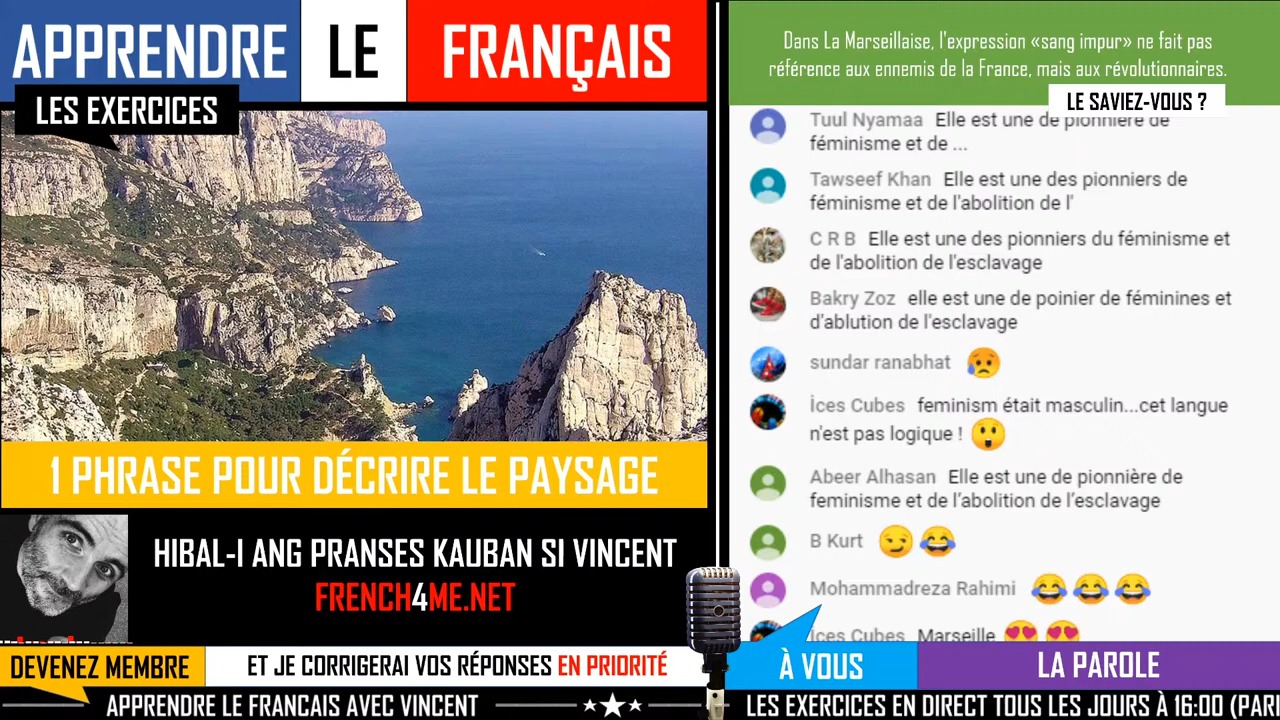 APPRENDRE LE FRANÇAIS
LES EXERCICES
1 PHRASE POUR DÉCRIRE LE PAYSAGE
HIBAL-I ANG PRANSES KAUBAN SI VINCENT
FRENCH4ME.NET
DEVENEZ MEMBRE
ET JE CORRIGERAI VOS RÉPONSES EN PRIORITÉ
Dans La Marseillaise, l'expression «sang impur» ne fait pas
référence aux ennemis de la France, mais aux révolutionnaires.
LE SAVIEZ-VOUS ?
Tuul Nyamaa Elle est une de pionnière de
féminisme et de ...
Tawseef Khan Elle est une des pionniers de
féminisme et de l'abolition de l'
C R B Elle est une des pionniers du féminisme et
de l'abolition de l'esclavage
Bakry Zoz elle est une de poinier de féminines et
d'ablution de l'esclavage
sundar ranabhat 😥
İces Cubes feminism était masculin...cet langue
n'est pas logique ! 😲
Abeer Alhasan Elle est une de pionnière de
feminisme et de l'abolition de l'esclavage
B Kurt 😏😂
Mohammadreza Rahimi 😂😂😂
İces Cubes Marseille 😍😍
À VOUS
LA PAROLE
APPRENDRE LE FRANCAIS AVEC VINCENT
LES EXERCICES EN DIRECT TOUS LES JOURS À 16:00 (PARI